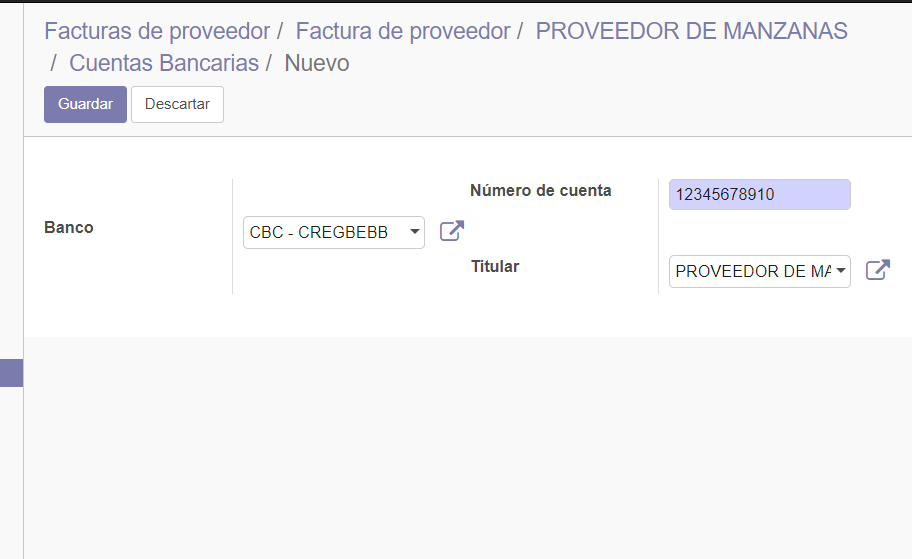 Facturas de proveedor / Factura de proveedor / PROVEEDOR DE MANZANAS
/ Cuentas Bancarias / Nuevo
Guardar Descartar
Número de cuenta 12345678910
Banco CBC - CREGBEBB
Titular PROVEEDOR DE MA